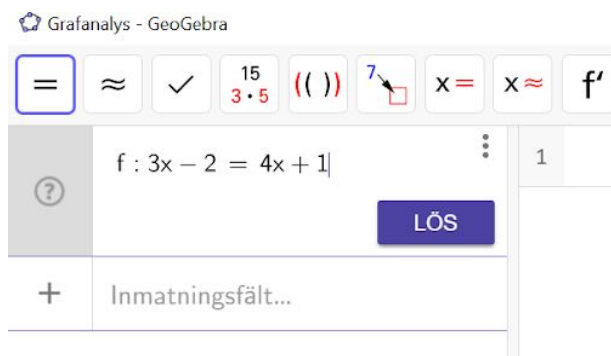 Grafanalys - GeoGebra
= ≈ ✓ 15 3 · 5 (( )) 7 x = x ≈ f′
f : 3x − 2 = 4x + 1
1
?
LÖS
+ Inmatningsfält...